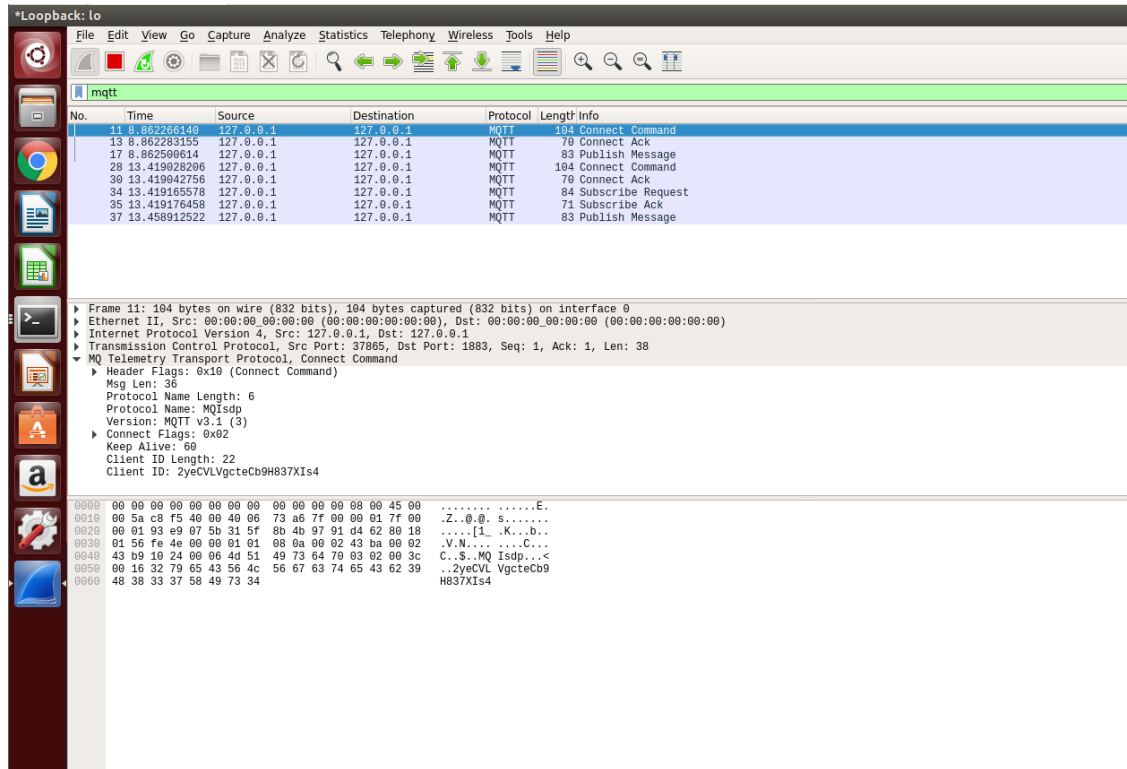 *Loopback: lo
File Edit View Go Capture Analyze Statistics Telephony Wireless Tools Help
mqtt
No. Time Source Destination Protocol Length Info
11 8.862266140 127.0.0.1 127.0.0.1 MQTT 104 Connect Command
13 8.862283155 127.0.0.1 127.0.0.1 MQTT 70 Connect Ack
17 8.862500614 127.0.0.1 127.0.0.1 MQTT 83 Publish Message
28 13.419028206 127.0.0.1 127.0.0.1 MQTT 104 Connect Command
30 13.419042756 127.0.0.1 127.0.0.1 MQTT 70 Connect Ack
34 13.419165578 127.0.0.1 127.0.0.1 MQTT 84 Subscribe Request
35 13.419176458 127.0.0.1 127.0.0.1 MQTT 71 Subscribe Ack
37 13.458912522 127.0.0.1 127.0.0.1 MQTT 83 Publish Message
Frame 11: 104 bytes on wire (832 bits), 104 bytes captured (832 bits) on interface 0
Ethernet II, Src: 00:00:00_00:00:00 (00:00:00:00:00:00), Dst: 00:00:00_00:00:00 (00:00:00:00:00:00)
Internet Protocol Version 4, Src: 127.0.0.1, Dst: 127.0.0.1
Transmission Control Protocol, Src Port: 37865, Dst Port: 1883, Seq: 1, Ack: 1, Len: 38
MQ Telemetry Transport Protocol, Connect Command
Header Flags: 0x10 (Connect Command)
Msg Len: 36
Protocol Name Length: 6
Protocol Name: MQIsdp
Version: MQTT v3.1 (3)
Connect Flags: 0x02
Keep Alive: 60
Client ID Length: 22
Client ID: 2yeCVLVgcteCb9H837XIs4
0000 00 00 00 00 00 00 00 00 00 00 00 00 08 00 45 00 ........ ......E.
0010 00 5a c8 f5 40 00 40 06 73 a6 7f 00 00 01 7f 00 .Z..@.@. s.......
0020 00 01 93 e9 07 5b 31 5f 8b 4b 97 91 d4 62 80 18 .....[1_ .K...b..
0030 01 56 fe 4e 00 00 01 01 08 0a 00 02 43 ba 00 02 .V.N.... ....C...
0040 43 b9 10 24 00 06 4d 51 49 73 64 70 03 02 00 3c C..$..MQ Isdp...<
0050 00 16 32 79 65 43 56 4c 56 67 63 74 65 43 62 39 ..2yeCVL VgcteCb9
0060 48 38 33 37 58 49 73 34 H837XIs4